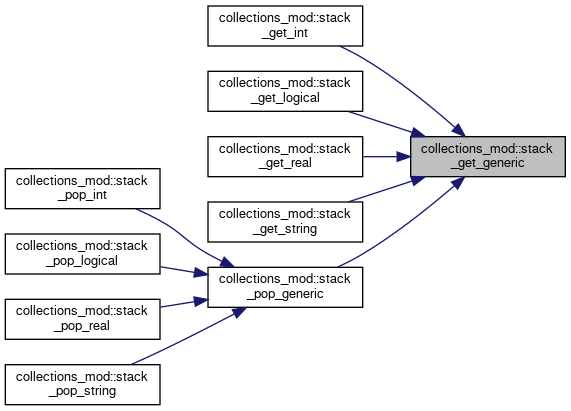 collections_mod::stack
_get_int
collections_mod::stack
_get_logical
collections_mod::stack
_get_real
collections_mod::stack
_get_generic
collections_mod::stack
_get_string
collections_mod::stack
_pop_int
collections_mod::stack
_pop_logical
collections_mod::stack
_pop_generic
collections_mod::stack
_pop_real
collections_mod::stack
_pop_string